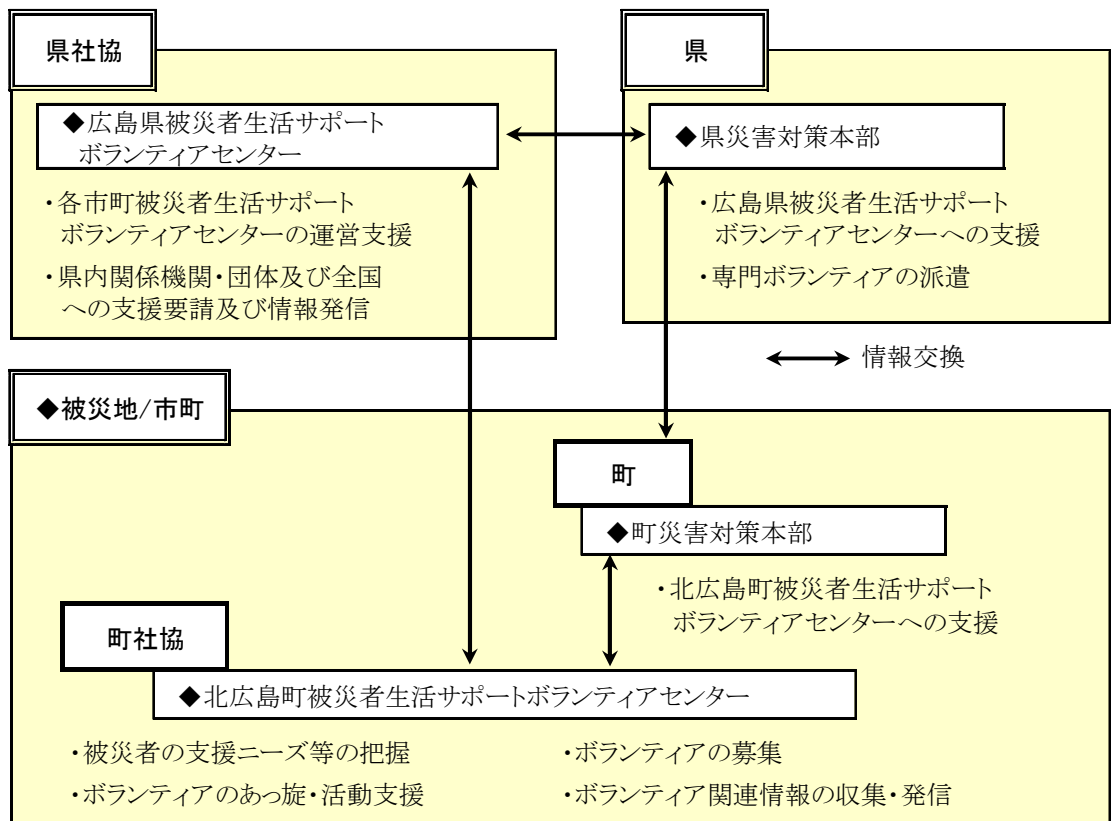 県社協
◆広島県被災者生活サポート
ボランティアセンター
・各市町被災者生活サポート
ボランティアセンターの運営支援
・県内関係機関・団体及び全国
への支援要請及び情報発信
県
◆県災害対策本部
・広島県被災者生活サポート
ボランティアセンターへの支援
・専門ボランティアの派遣
情報交換
◆被災地/市町
町
◆町災害対策本部
・北広島町被災者生活サポート
ボランティアセンターへの支援
町社協
◆北広島町被災者生活サポートボランティアセンター
・被災者の支援ニーズ等の把握
・ボランティアのあっ旋・活動支援
・ボランティアの募集
・ボランティア関連情報の収集・発信